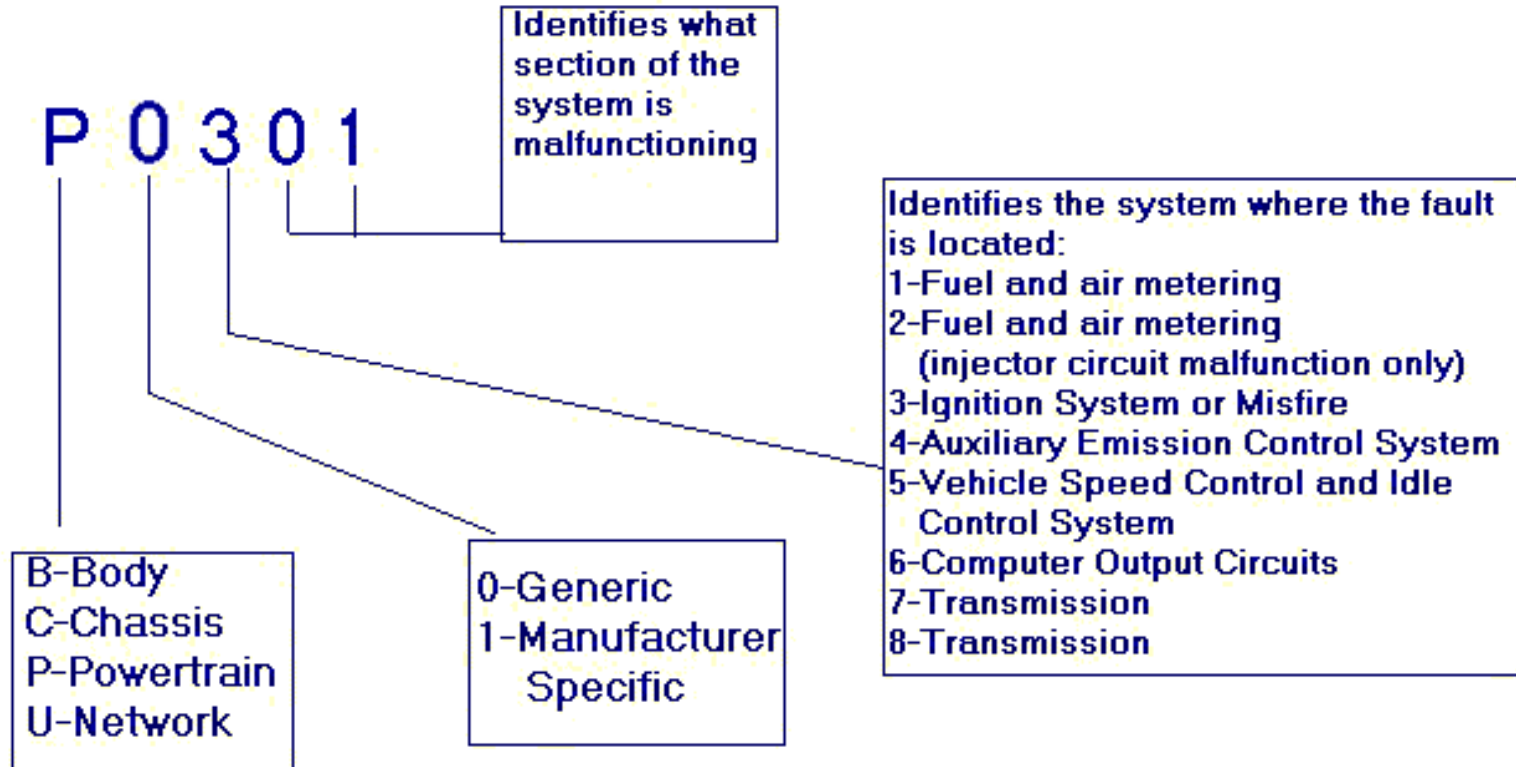 P 0 3 0 1
Identifies what
section of the
system is
malfunctioning
Identifies the system where the fault
is located:
1-Fuel and air metering
2-Fuel and air metering
(injector circuit malfunction only)
3-Ignition System or Misfire
4-Auxiliary Emission Control System
5-Vehicle Speed Control and Idle
Control System
6-Computer Output Circuits
7-Transmission
8-Transmission
B-Body
C-Chassis
P-Powertrain
U-Network
0-Generic
1-Manufacturer
Specific